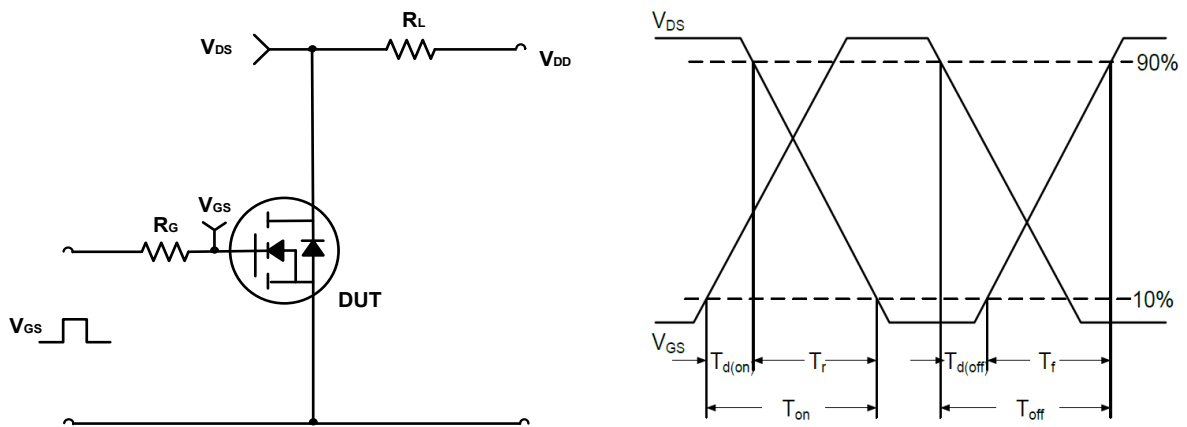 RL
VDS
VDD
VGS
RG
DUT
VGS
VDS
90%
10%
VGS
Td(on)
Tr
Td(off)
Tf
Ton
Toff